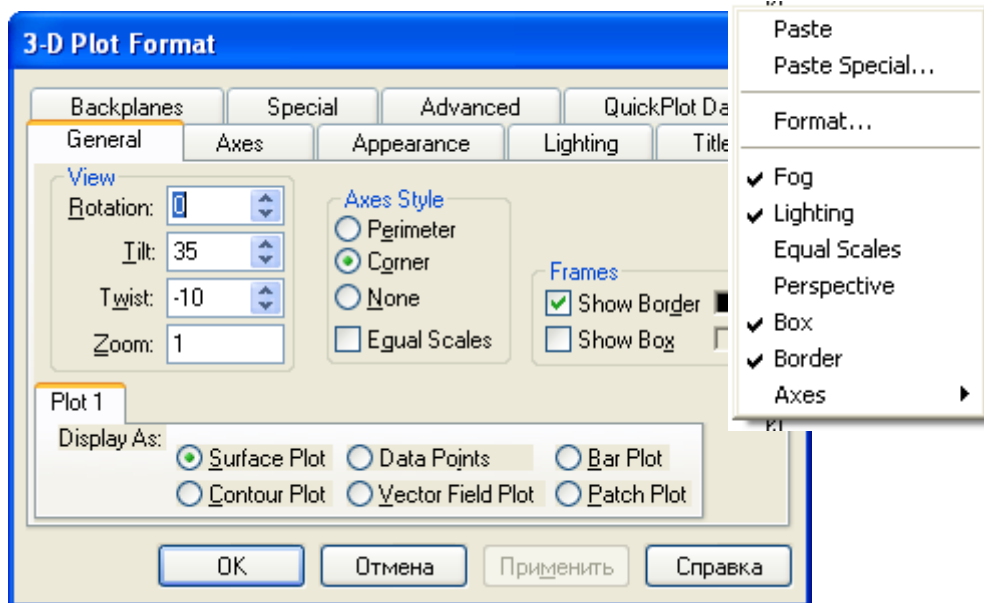 3-D Plot Format
Backplanes Special Advanced QuickPlot Da
General Axes Appearance Lighting Title
View
Rotation: 0
Tilt: 35
Twist: -10
Zoom: 1
Axes Style
Perimeter
Corner
None
Equal Scales
Frames
Show Border
Show Box
Plot 1
Display As:
Surface Plot Data Points Bar Plot
Contour Plot Vector Field Plot Patch Plot
OK Отмена Применить Справка
Paste
Paste Special...
Format...
Fog
Lighting
Equal Scales
Perspective
Box
Border
Axes